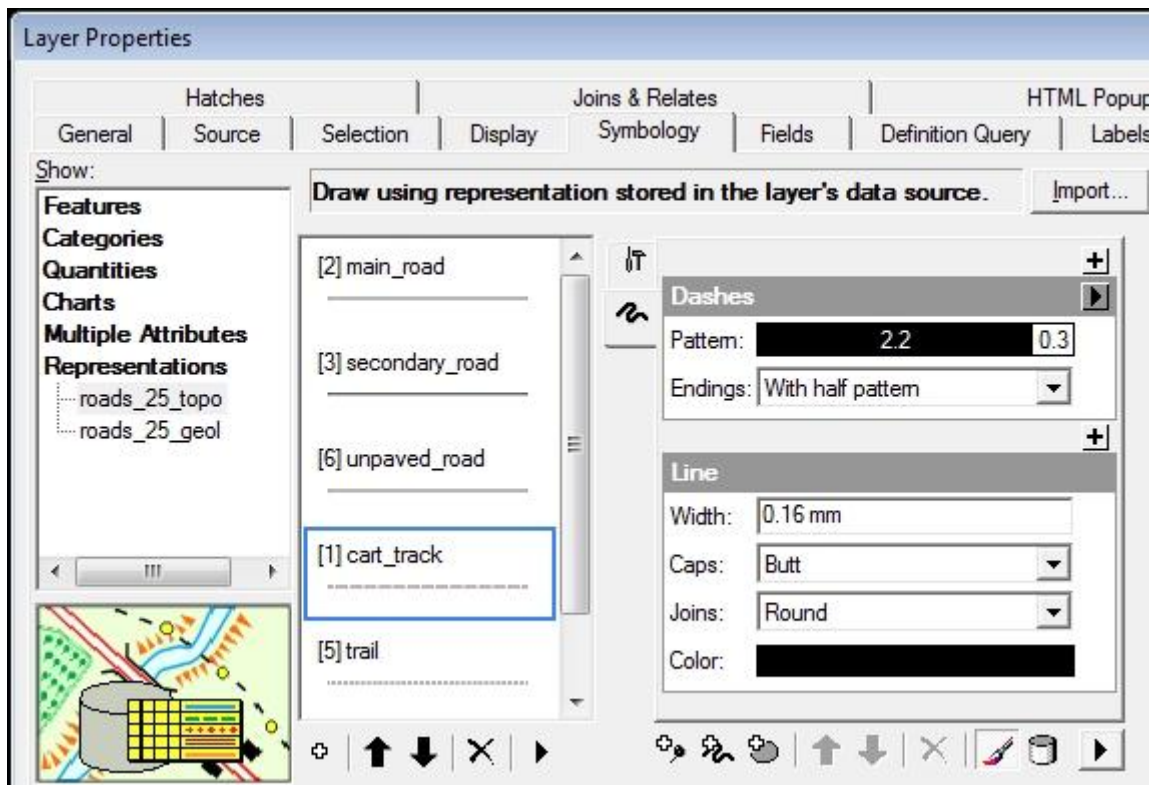 Layer Properties
Hatches Joins & Relates HTML Popup
General Source Selection Display Symbology Fields Definition Query Labels
Show:
Features
Categories
Quantities
Charts
Multiple Attributes
Representations
roads_25_topo
roads_25_geol
Draw using representation stored in the layer's data source.
Import...
[2] main_road
[3] secondary_road
[6] unpaved_road
[1] cart_track
[5] trail
Dashes
Pattern: 2.2 0.3
Endings: With half pattern
Line
Width: 0.16 mm
Caps: Butt
Joins: Round
Color: